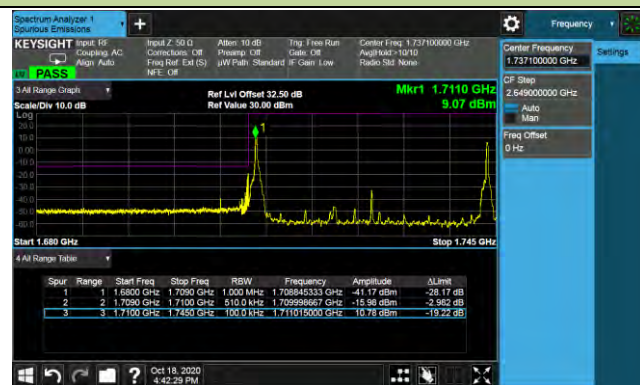 Spectrum Analyzer 1
Spurious Emissions
+
Frequency
KEYSIGHT
Input: RF
Coupling: AC
Align: Auto
Input Z: 50 Ω
Corrections: Off
Freq Ref: Ext (S)
NFE: Off
Atten: 10 dB
Preamp: Off
µW Path: Standard
Trig: Free Run
Gate: Off
IF Gain: Low
Center Freq: 1.737100000 GHz
Avg|Hold:>10/10
Radio Std: None
LV PASS
Center Frequency
1.737100000 GHz
Settings
CF Step
2.649000000 GHz
Auto
Man
Freq Offset
0 Hz
3 All Range Graph
Scale/Div 10.0 dB
Ref Lvl Offset 32.50 dB
Ref Value 30.00 dBm
Mkr1 1.7110 GHz
9.07 dBm
Log
20.0
10.0
0.00
-10.0
-20.0
-30.0
-40.0
-50.0
-60.0
1
Start 1.680 GHz
Stop 1.745 GHz
4 All Range Table
Spur Range Start Freq Stop Freq RBW Frequency Amplitude ΔLimit
1 1 1.6800 GHz 1.7090 GHz 1.000 MHz 1.708845333 GHz -41.17 dBm -28.17 dB
2 2 1.7090 GHz 1.7100 GHz 510.0 kHz 1.709998667 GHz -15.98 dBm -2.982 dB
3 3 1.7100 GHz 1.7450 GHz 100.0 kHz 1.711015000 GHz 10.78 dBm -19.22 dB
?
Oct 18, 2020
4:42:29 PM